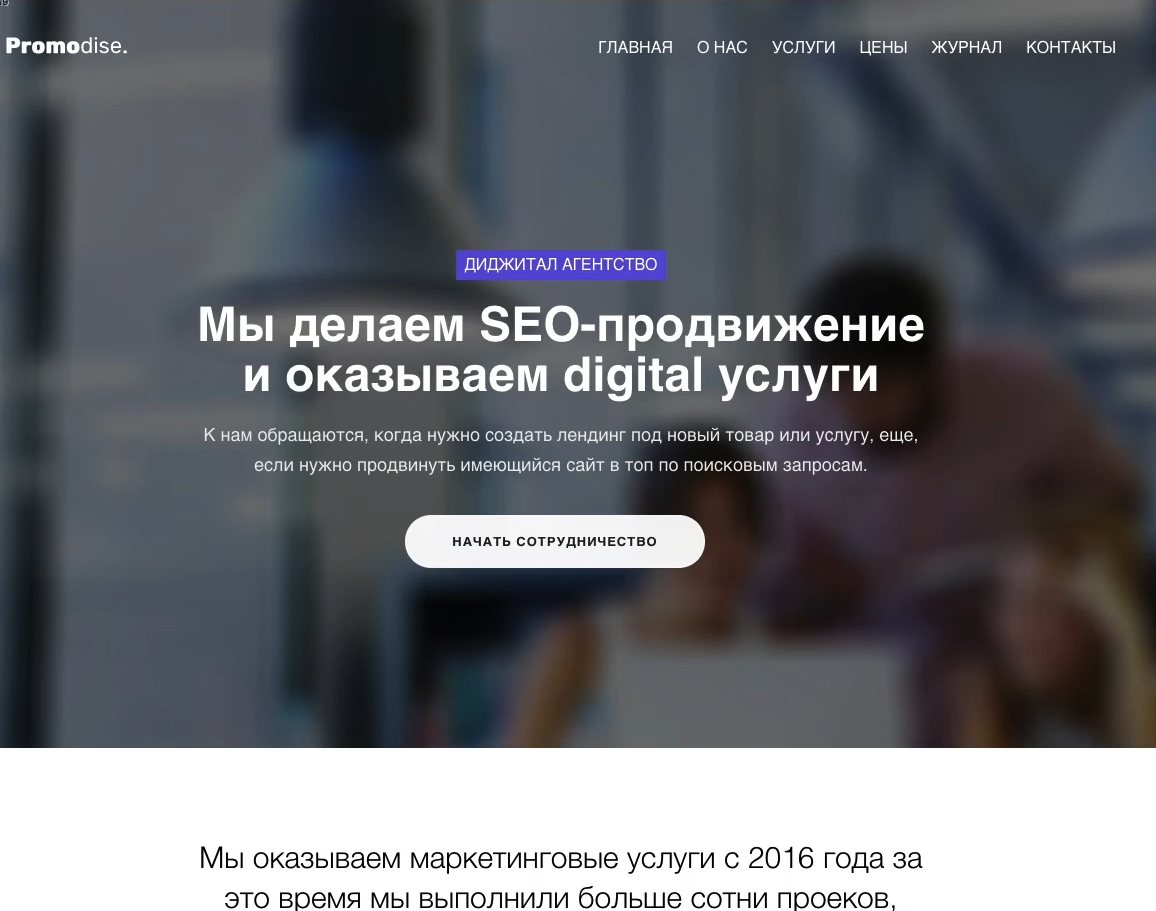 Promodise.
ГЛАВНАЯ О НАС УСЛУГИ ЦЕНЫ ЖУРНАЛ КОНТАКТЫ
ДИДЖИТАЛ АГЕНТСТВО
Мы делаем SEO-продвижение
и оказываем digital услуги
К нам обращаются, когда нужно создать лендинг под новый товар или услугу, еще,
если нужно продвинуть имеющийся сайт в топ по поисковым запросам.
НАЧАТЬ СОТРУДНИЧЕСТВО
Мы оказываем маркетинговые услуги с 2016 года за
это время мы выполнили больше сотни проеков,